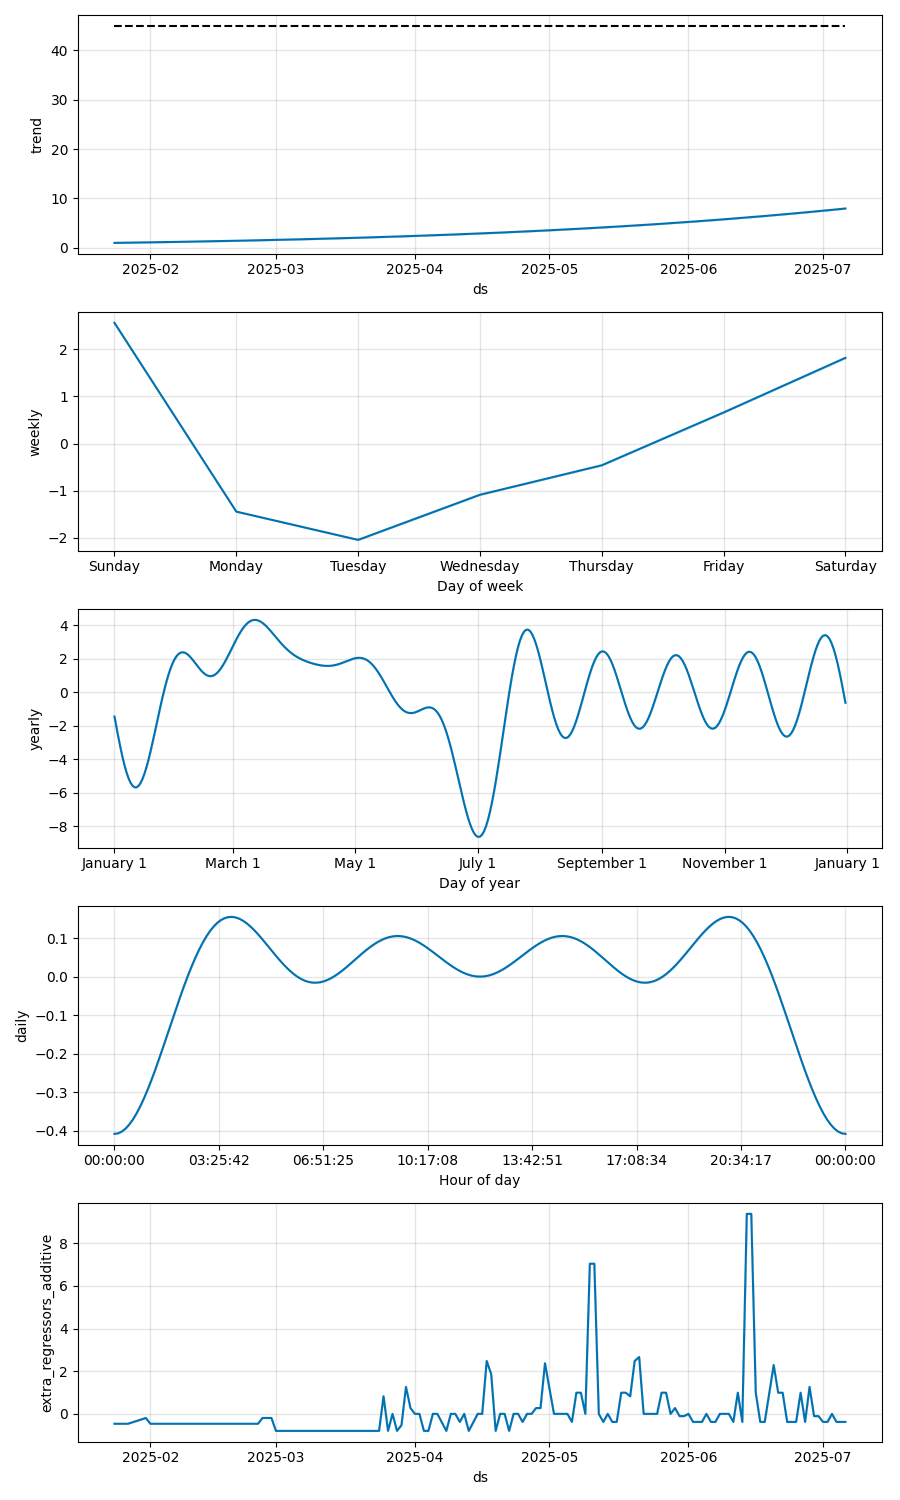 40
30
20
10
0
trend
2025-02 2025-03 2025-04 2025-05 2025-06 2025-07
ds
2
1
0
−1
−2
weekly
Sunday Monday Tuesday Wednesday Thursday Friday Saturday
Day of week
4
2
0
−2
−4
−6
−8
yearly
January 1 March 1 May 1 July 1 September 1 November 1 January 1
Day of year
0.1
0.0
−0.1
−0.2
−0.3
−0.4
daily
00:00:00 03:25:42 06:51:25 10:17:08 13:42:51 17:08:34 20:34:17 00:00:00
Hour of day
8
6
4
2
0
extra_regressors_additive
2025-02 2025-03 2025-04 2025-05 2025-06 2025-07
ds